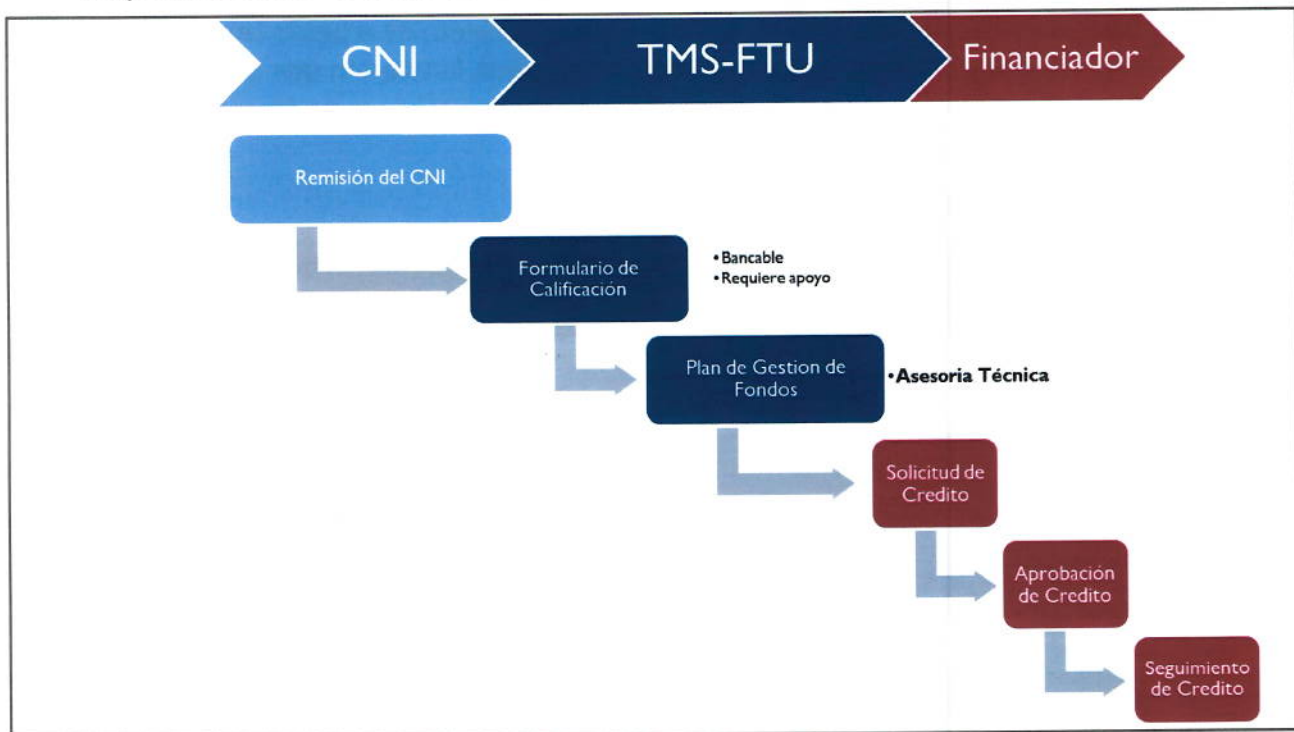 CNI
TMS-FTU
Financiador
Remisión del CNI
Formulario de
Calificación
•Bancable
•Requiere apoyo
Plan de Gestion de
Fondos
•Asesoria Técnica
Solicitud de
Credito
Aprobación
de Credito
Seguimiento
de Credito